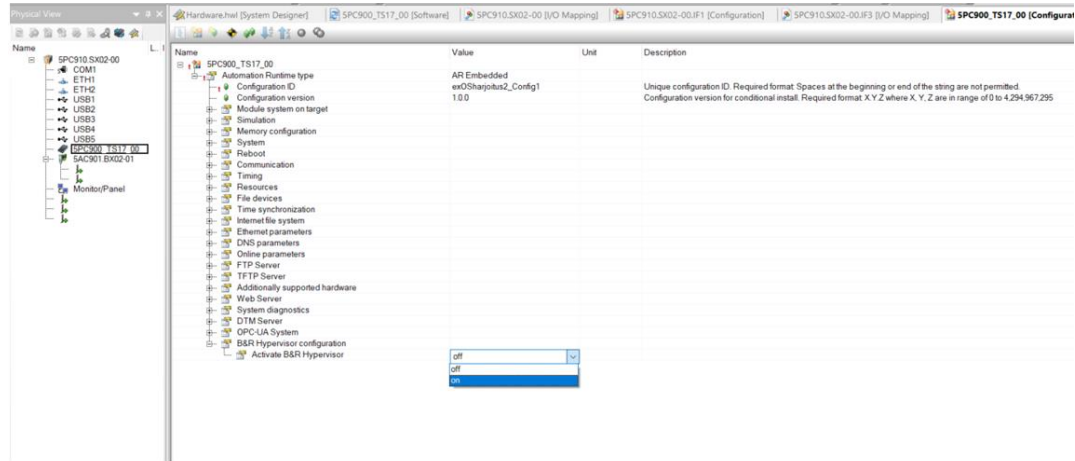 Physical View
Hardware.hwl [System Designer]
5PC900_TS17_00 [Software]
5PC910.SX02-00 [I/O Mapping]
5PC910.SX02-00.IF1 [Configuration]
5PC910.SX02-00.IF3 [I/O Mapping]
5PC900_TS17_00 [Configurat
Name L.
5PC910.SX02-00
COM1
ETH1
ETH2
USB1
USB2
USB3
USB4
USB5
5PC900_TS17_00
5AC901.BX02-01
Monitor/Panel
Name Value Unit Description
5PC900_TS17_00
Automation Runtime type AR Embedded
Configuration ID exOSharjoitus2_Config1 Unique configuration ID. Required format: Spaces at the beginning or end of the string are not permitted.
Configuration version 1.0.0 Configuration version for conditional install. Required format: X.Y.Z where X, Y, Z are in range of 0 to 4,294,967,295
Module system on target
Simulation
Memory configuration
System
Reboot
Communication
Timing
Resources
File devices
Time synchronization
Internet file system
Ethernet parameters
DNS parameters
Online parameters
FTP Server
TFTP Server
Additionally supported hardware
Web Server
System diagnostics
DTM Server
OPC-UA System
B&R Hypervisor configuration
Activate B&R Hypervisor off
off
on